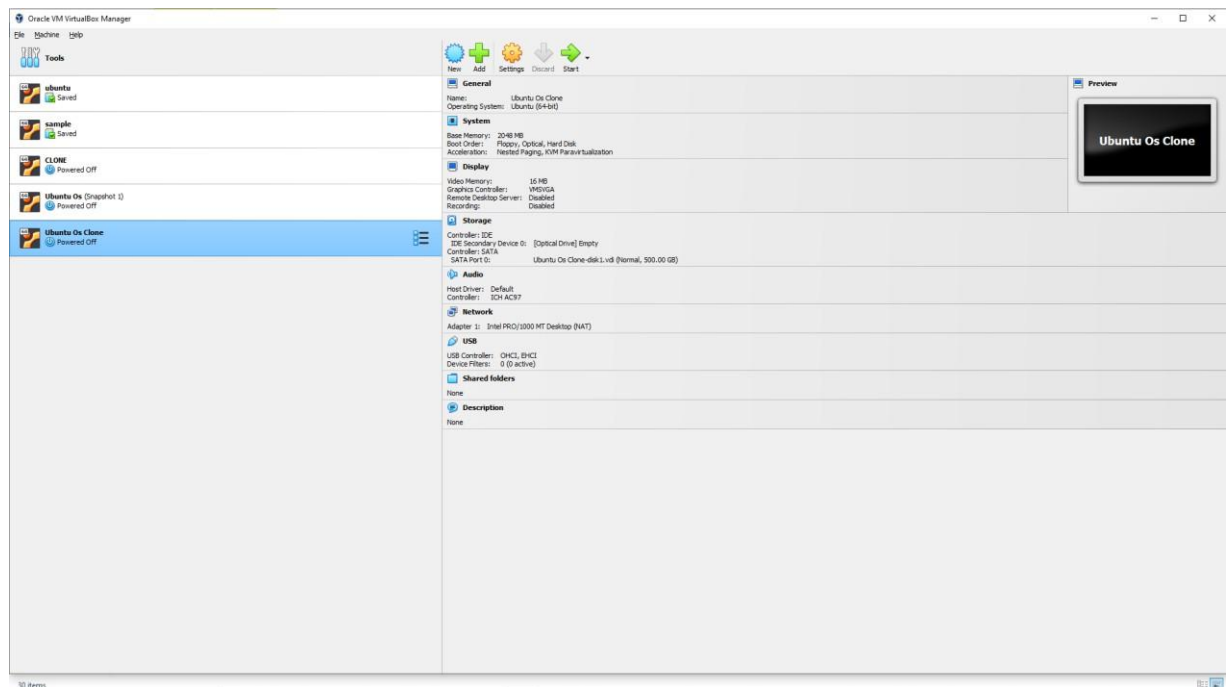 Oracle VM VirtualBox Manager
File Machine Help
Tools
New Add Settings Discard Start
ubuntu
Saved
sample
Saved
CLONE
Powered Off
Ubuntu Os (Snapshot 1)
Powered Off
Ubuntu Os Clone
Powered Off
General
Name: Ubuntu Os Clone
Operating System: Ubuntu (64-bit)
System
Base Memory: 2048 MB
Boot Order: Floppy, Optical, Hard Disk
Acceleration: Nested Paging, KVM Paravirtualization
Display
Video Memory: 16 MB
Graphics Controller: VMSVGA
Remote Desktop Server: Disabled
Recording: Disabled
Storage
Controller: IDE
IDE Secondary Device 0: [Optical Drive] Empty
Controller: SATA
SATA Port 0: Ubuntu Os Clone-disk1.vdi (Normal, 500.00 GB)
Audio
Host Driver: Default
Controller: ICH AC97
Network
Adapter 1: Intel PRO/1000 MT Desktop (NAT)
USB
USB Controller: OHCI, EHCI
Device Filters: 0 (0 active)
Shared folders
None
Description
None
Preview
Ubuntu Os Clone
30 items